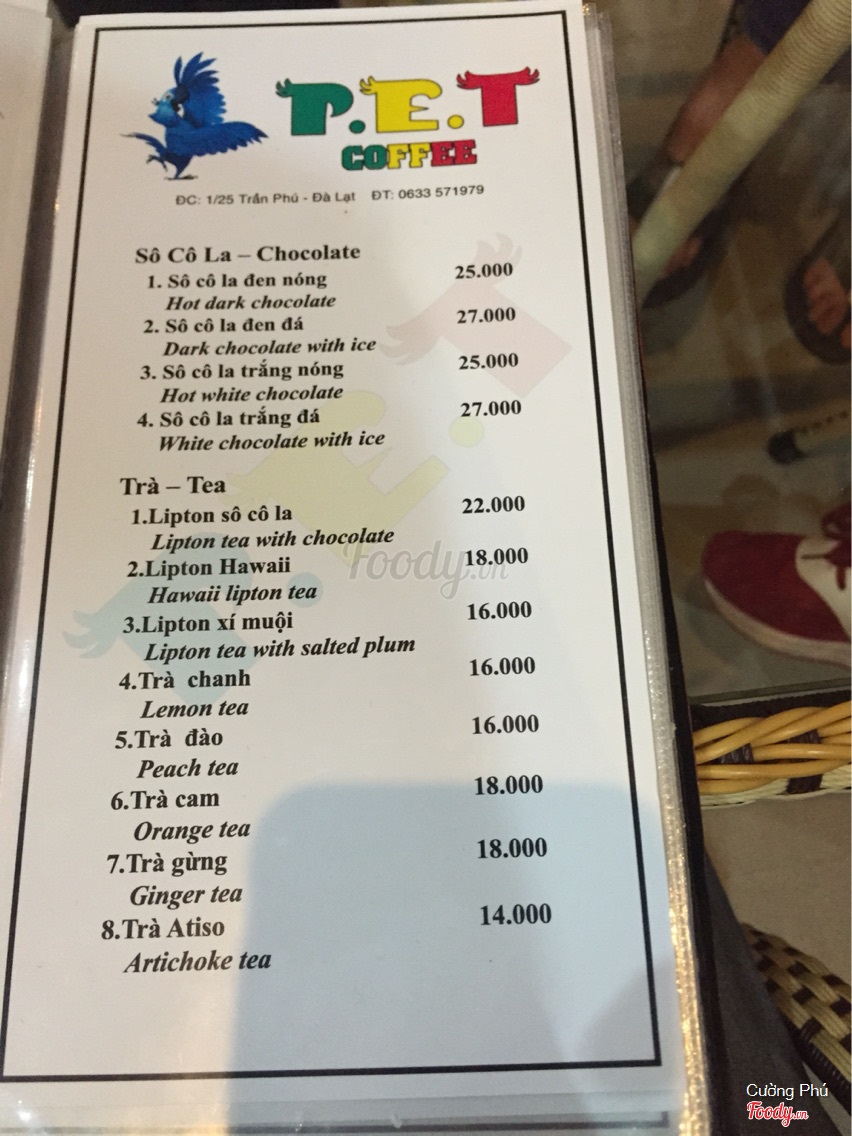 P.E.T
COFFEE
ĐC: 1/25 Trần Phú - Đà Lạt ĐT: 0633 571979
Sô Cô La – Chocolate
1. Sô cô la đen nóng 25.000
Hot dark chocolate
2. Sô cô la đen đá 27.000
Dark chocolate with ice
3. Sô cô la trắng nóng 25.000
Hot white chocolate
4. Sô cô la trắng đá 27.000
White chocolate with ice
Trà – Tea
1.Lipton sô cô la 22.000
Lipton tea with chocolate
2.Lipton Hawaii 18.000
Hawaii lipton tea
3.Lipton xí muội 16.000
Lipton tea with salted plum
4.Trà chanh 16.000
Lemon tea
5.Trà đào 16.000
Peach tea
6.Trà cam 18.000
Orange tea
7.Trà gừng 18.000
Ginger tea
8.Trà Atiso 14.000
Artichoke tea
Foody.vn
Cường Phú
Foody.vn